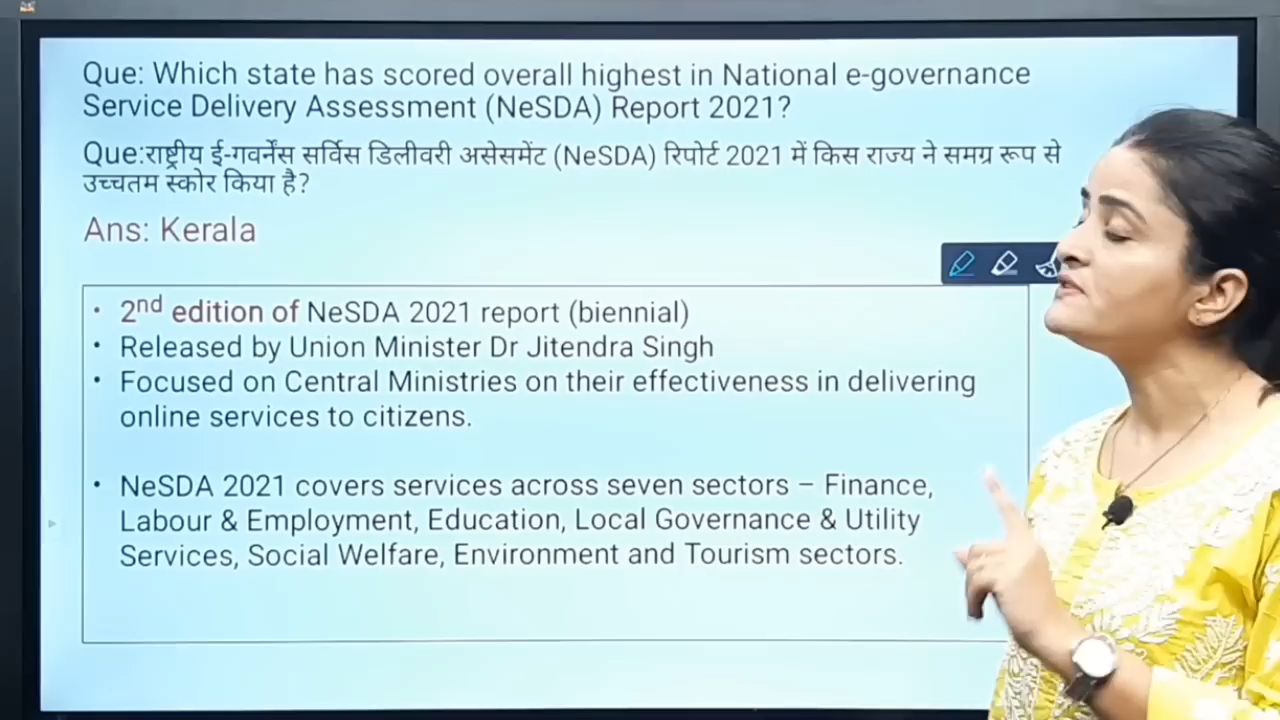 Que: Which state has scored overall highest in National e-governance
Service Delivery Assessment (NeSDA) Report 2021?
Que:राष्ट्रीय ई-गवर्नेंस सर्विस डिलीवरी असेसमेंट (NeSDA) रिपोर्ट 2021 में किस राज्य ने समग्र रूप से
उच्चतम स्कोर किया है?
Ans: Kerala
• 2nd edition of NeSDA 2021 report (biennial)
• Released by Union Minister Dr Jitendra Singh
• Focused on Central Ministries on their effectiveness in delivering
online services to citizens.
• NeSDA 2021 covers services across seven sectors – Finance,
Labour & Employment, Education, Local Governance & Utility
Services, Social Welfare, Environment and Tourism sectors.